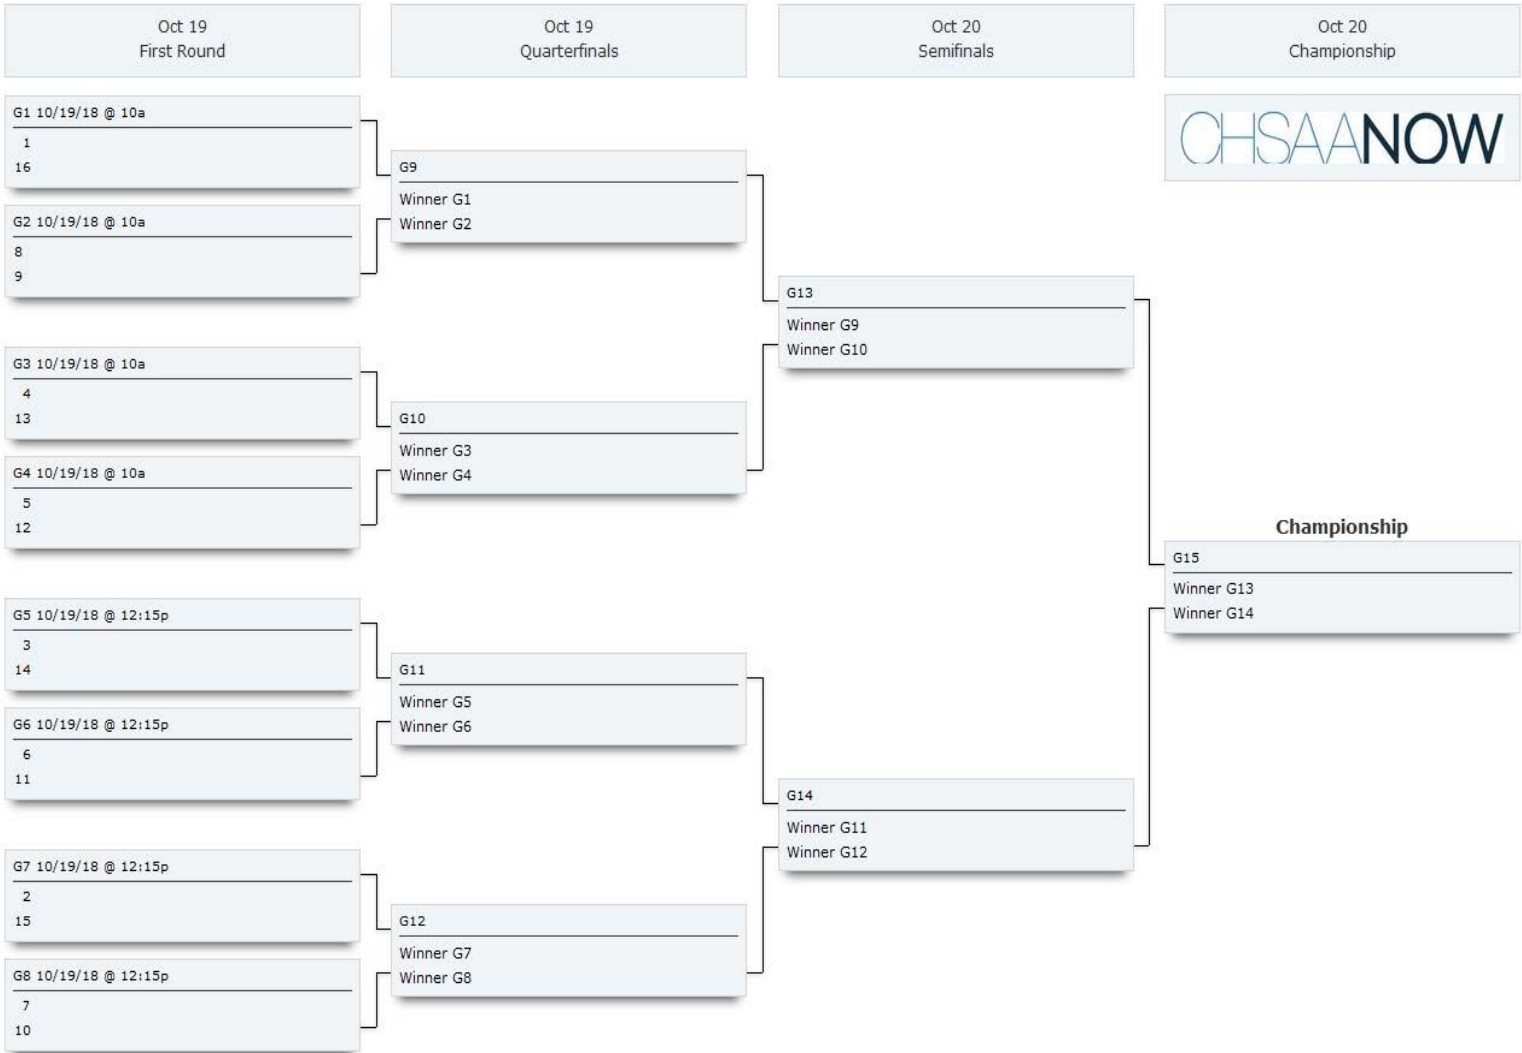 Oct 19
First Round
Oct 19
Quarterfinals
Oct 20
Semifinals
Oct 20
Championship
CHSAANOW
G1 10/19/18 @ 10a
1
16
G2 10/19/18 @ 10a
8
9
G3 10/19/18 @ 10a
4
13
G4 10/19/18 @ 10a
5
12
G5 10/19/18 @ 12:15p
3
14
G6 10/19/18 @ 12:15p
6
11
G7 10/19/18 @ 12:15p
2
15
G8 10/19/18 @ 12:15p
7
10
G9
Winner G1
Winner G2
G10
Winner G3
Winner G4
G11
Winner G5
Winner G6
G12
Winner G7
Winner G8
G13
Winner G9
Winner G10
G14
Winner G11
Winner G12
Championship
G15
Winner G13
Winner G14